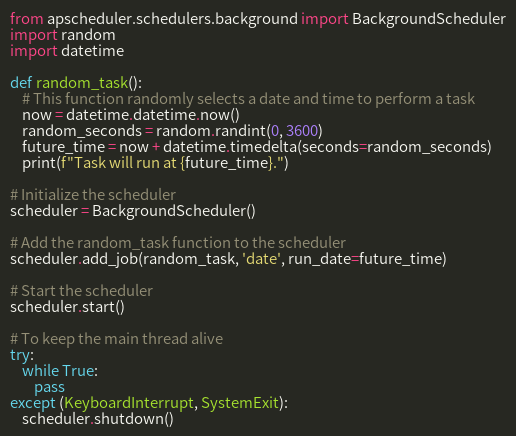 from apscheduler.schedulers.background import BackgroundScheduler
import random
import datetime

def random_task():
    # This function randomly selects a date and time to perform a task
    now = datetime.datetime.now()
    random_seconds = random.randint(0, 3600)
    future_time = now + datetime.timedelta(seconds=random_seconds)
    print(f"Task will run at {future_time}.")

# Initialize the scheduler
scheduler = BackgroundScheduler()

# Add the random_task function to the scheduler
scheduler.add_job(random_task, 'date', run_date=future_time)

# Start the scheduler
scheduler.start()

# To keep the main thread alive
try:
    while True:
        pass
except (KeyboardInterrupt, SystemExit):
    scheduler.shutdown()